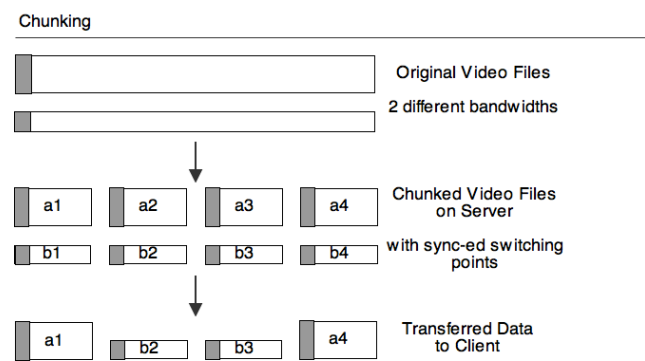 Chunking
Original Video Files
2 different bandwidths
a1 a2 a3 a4
Chunked Video Files
on Server
b1 b2 b3 b4
with sync-ed switching
points
a1 b2 b3 a4
Transferred Data
to Client